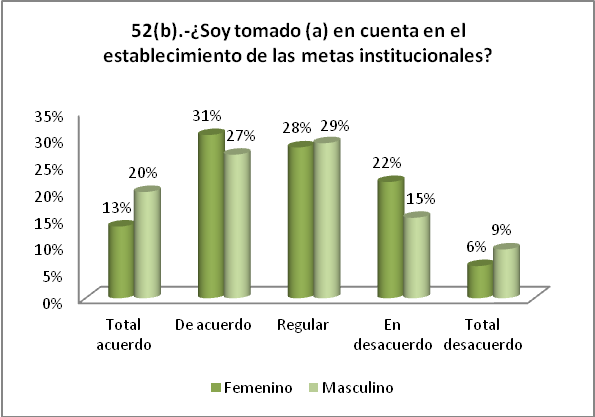 52(b).-¿Soy tomado (a) en cuenta en el
establecimiento de las metas institucionales?
35%
30%
25%
20%
15%
10%
5%
0%
13%
20%
31%
27%
28%
29%
22%
15%
6%
9%
Total
acuerdo
De acuerdo
Regular
En
desacuerdo
Total
desacuerdo
Femenino
Masculino